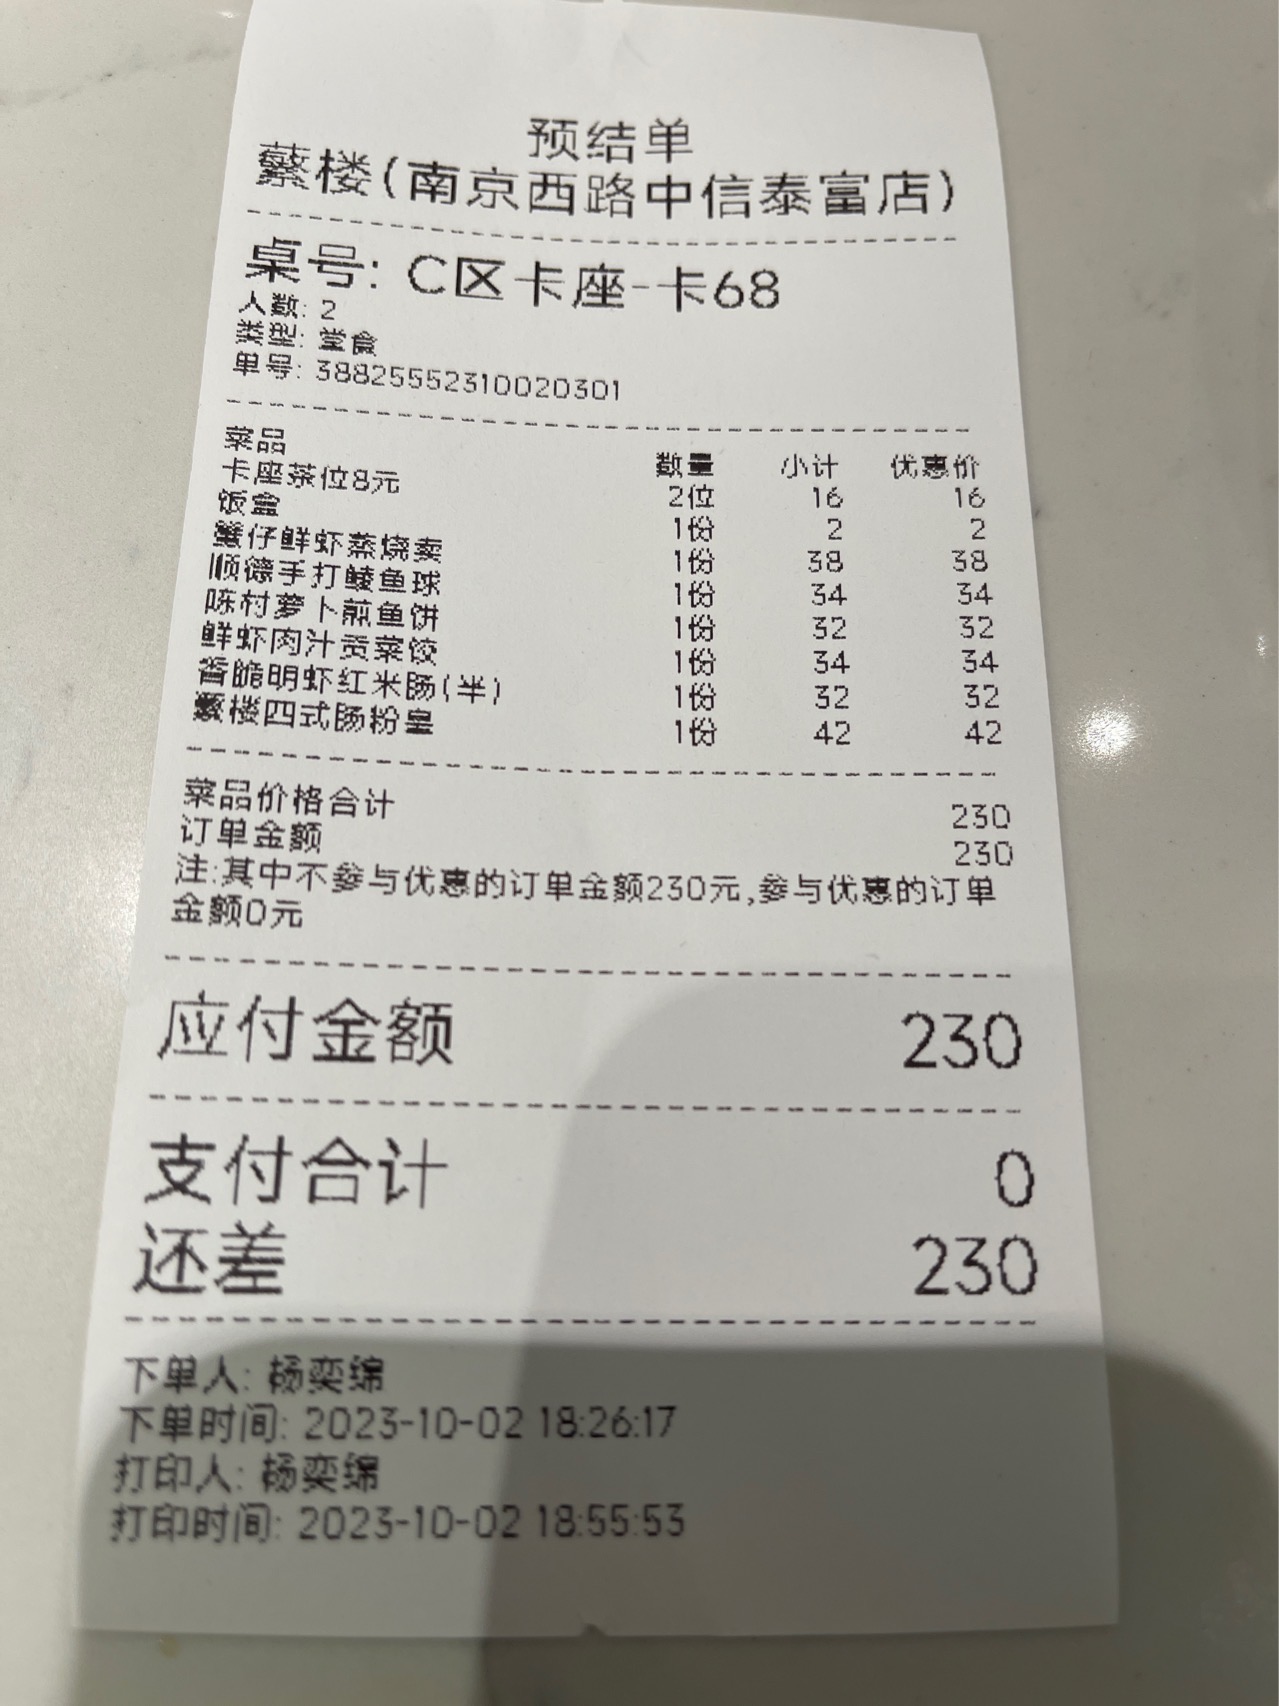 预结单
蘩楼(南京西路中信泰富店)
桌号: C区卡座-卡68
人数: 2
类型: 堂食
单号: 38825552310020301
菜品 数量 小计 优惠价
卡座茶位8元 2位 16 16
饭盒 1份 2 2
蟹仔鲜虾蒸烧卖 1份 38 38
顺德手打鲮鱼球 1份 34 34
陈村萝卜煎鱼饼 1份 32 32
鲜虾肉汁贡菜饺 1份 34 34
香脆明虾红米肠(半) 1份 32 32
蘩楼四式肠粉皇 1份 42 42
菜品价格合计 230
订单金额 230
注:其中不参与优惠的订单金额230元,参与优惠的订单
金额0元
应付金额 230
支付合计 0
还差 230
下单人: 杨奕绵
下单时间: 2023-10-02 18:26:17
打印人: 杨奕绵
打印时间: 2023-10-02 18:55:53